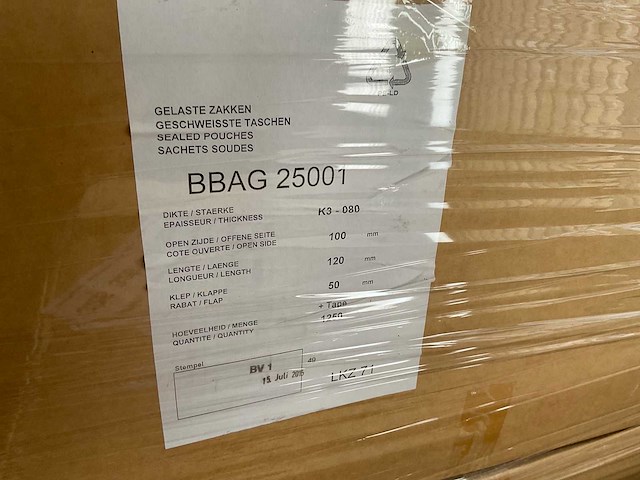 GELASTE ZAKKEN
GESCHWEISSTE TASCHEN
SEALED POUCHES
SACHETS SOUDES
BBAG 25001
DIKTE / STAERKE
EPAISSEUR / THICKNESS K3 - 080
OPEN ZIJDE / OFFENE SEITE
COTE OUVERTE / OPEN SIDE 100 mm
LENGTE / LAENGE
LONGUEUR / LENGTH 120 mm
KLEP / KLAPPE
RABAT / FLAP 50 mm
+ Tape
HOEVEELHEID / MENGE
QUANTITE / QUANTITY 1250
Stempel 40
BV 1
15. Juli 2015
LKZ 71